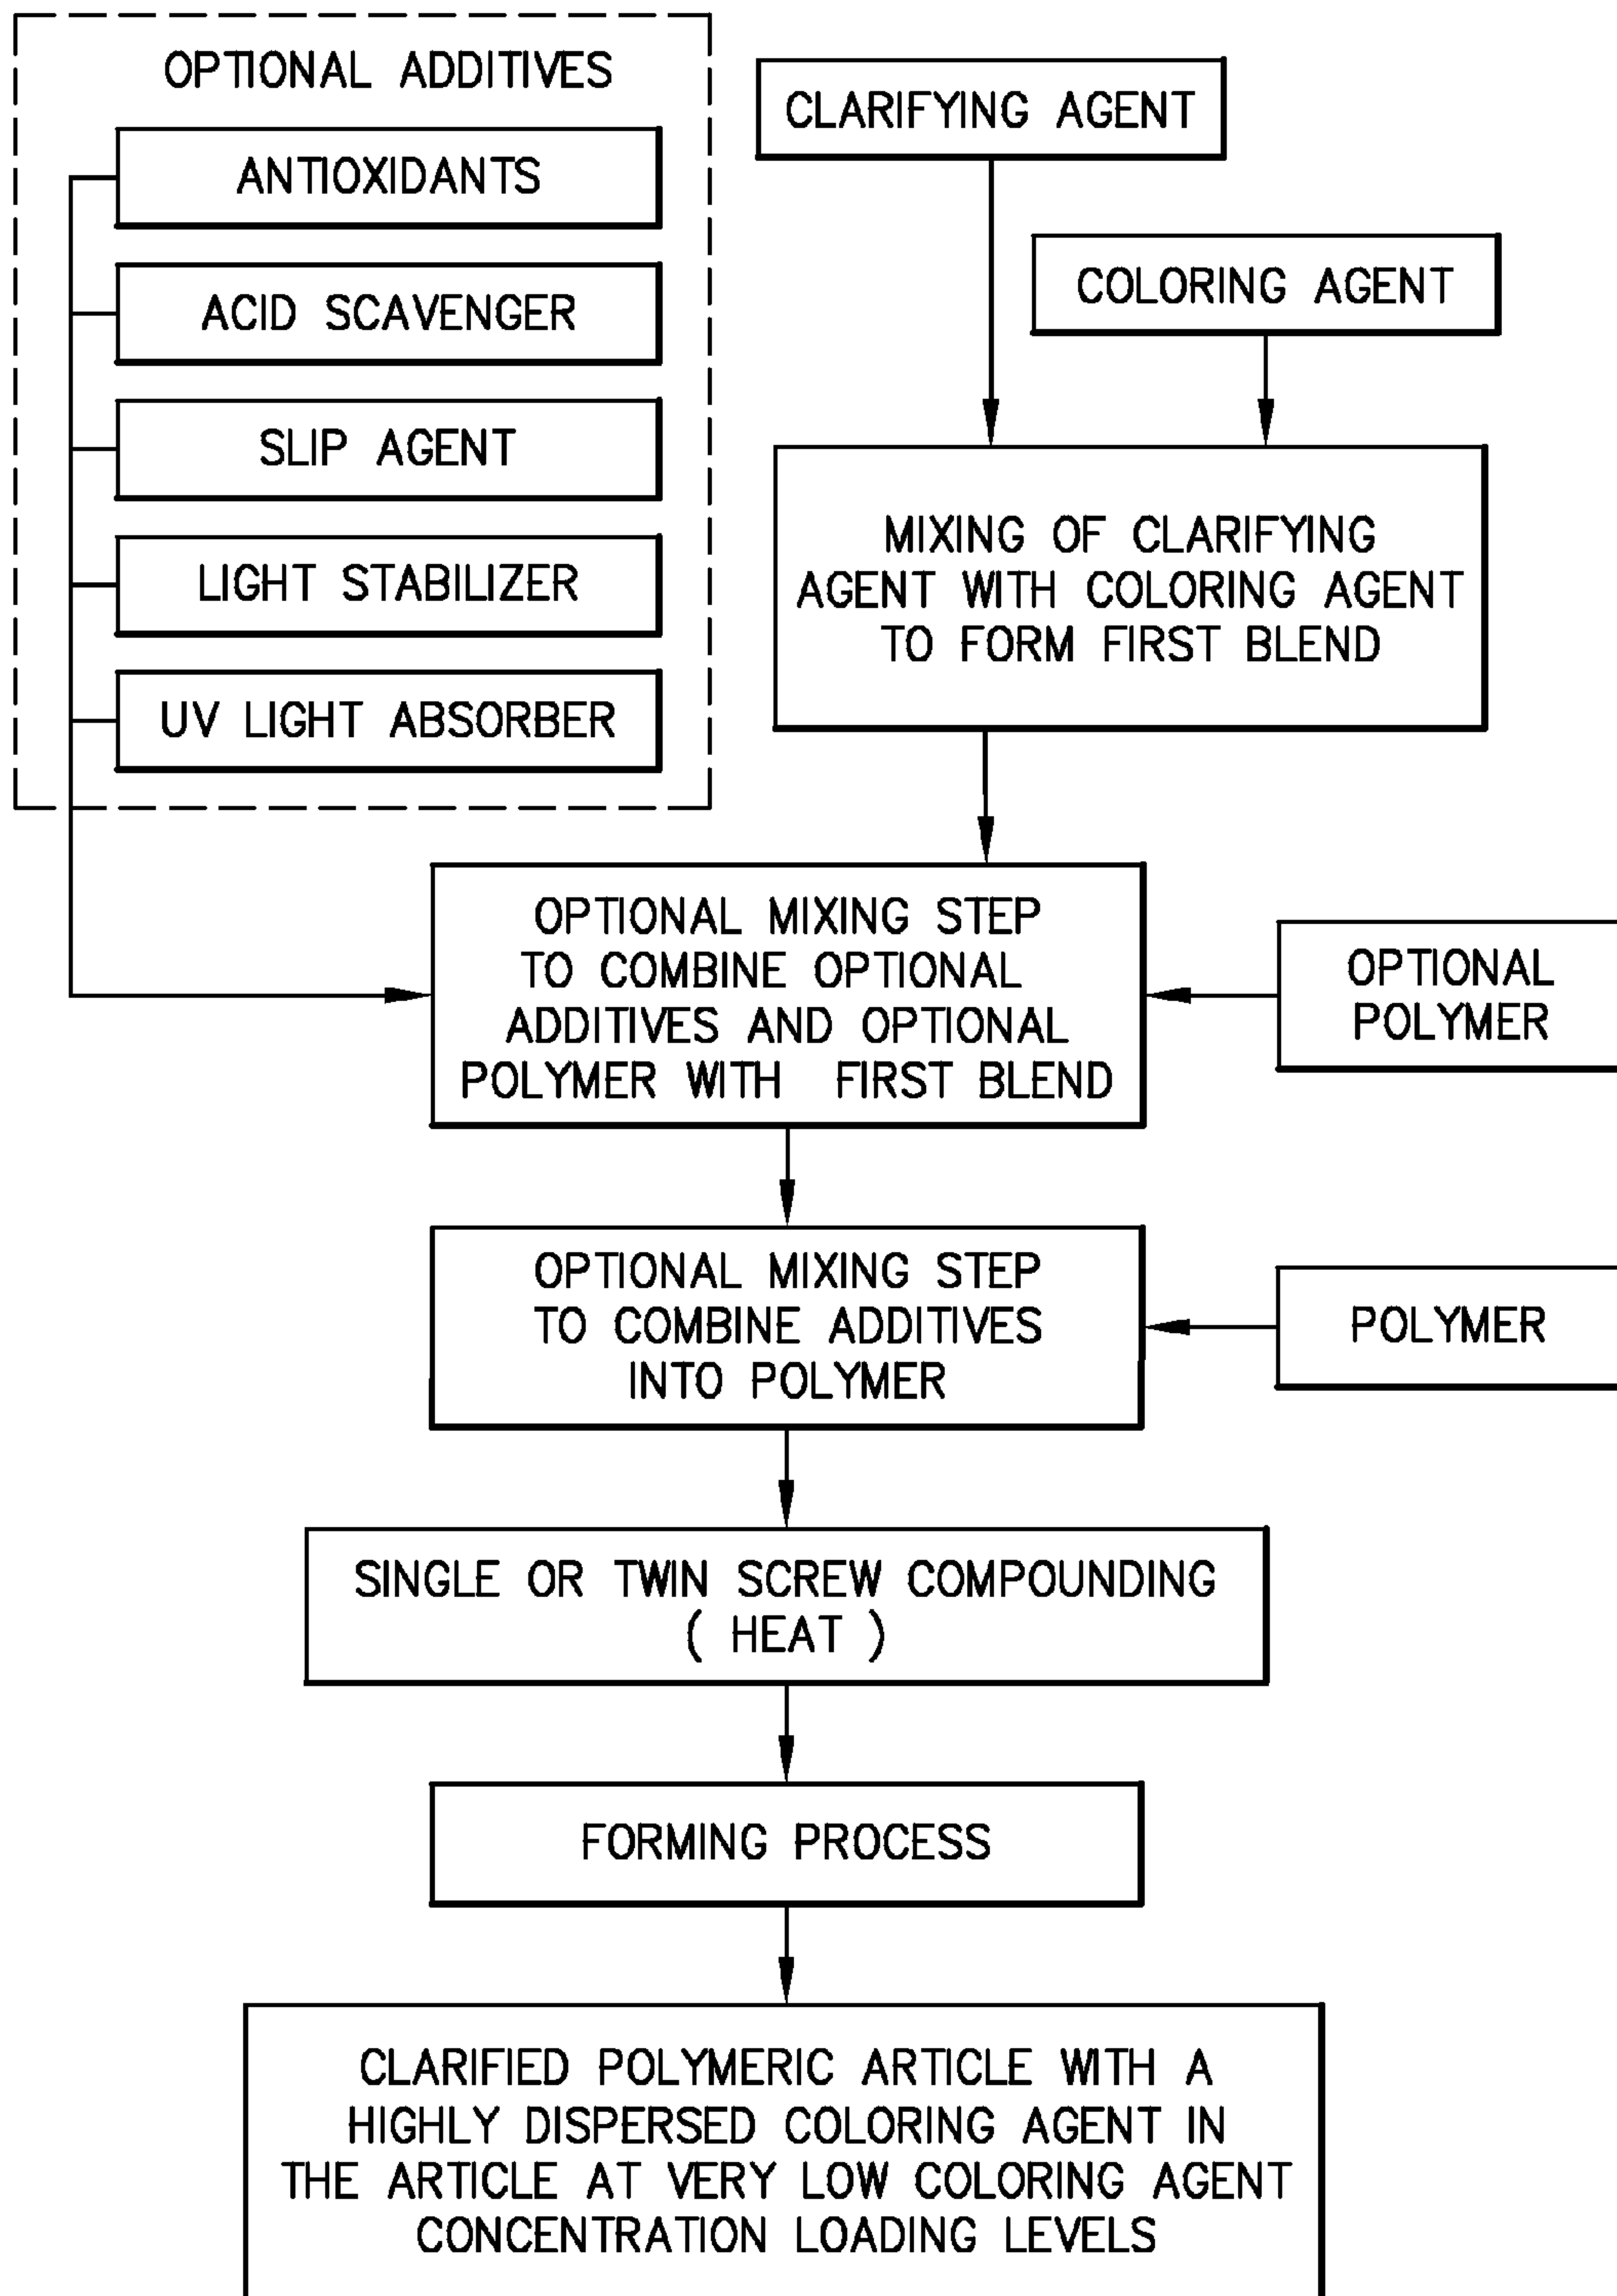 OPTIONAL ADDITIVES
ANTIOXIDANTS
ACID SCAVENGER
SLIP AGENT
LIGHT STABILIZER
UV LIGHT ABSORBER
CLARIFYING AGENT
COLORING AGENT
MIXING OF CLARIFYING
AGENT WITH COLORING AGENT
TO FORM FIRST BLEND
OPTIONAL MIXING STEP
TO COMBINE OPTIONAL
ADDITIVES AND OPTIONAL
POLYMER WITH FIRST BLEND
OPTIONAL
POLYMER
OPTIONAL MIXING STEP
TO COMBINE ADDITIVES
INTO POLYMER
POLYMER
SINGLE OR TWIN SCREW COMPOUNDING
( HEAT )
FORMING PROCESS
CLARIFIED POLYMERIC ARTICLE WITH A
HIGHLY DISPERSED COLORING AGENT IN
THE ARTICLE AT VERY LOW COLORING AGENT
CONCENTRATION LOADING LEVELS